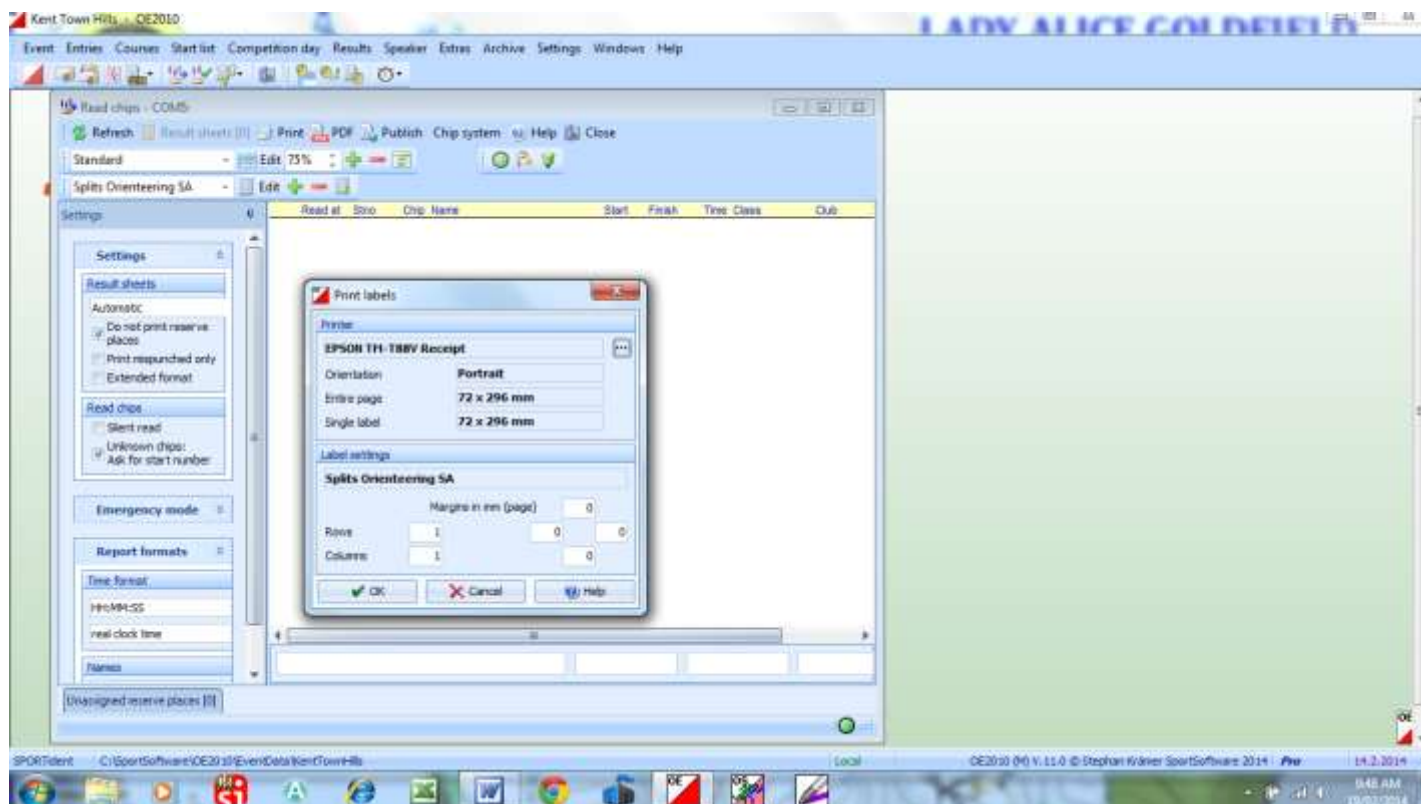 Kent Town Hills - OE2010
LADY ALICE GOLDFIELD
Event Entries Courses Start list Competition day Results Speaker Extras Archive Settings Windows Help
Read chips - COM5:
Refresh Result sheets [0] Print PDF Publish Chip system Help Close
Standard Edit 75%
Splits Orienteering SA Edit
Settings
Read at Stno Chip Name Start Finish Time Class Club
Settings
Result sheets
Automatic
Do not print reserve places
Print mispunched only
Extended format
Read chips
Silent read
Unknown chips:
Ask for start number
Emergency mode
Report formats
Time format
HH:MM:SS
real clock time
Names
Print labels
Printer
EPSON TM-T88V Receipt
Orientation Portrait
Entire page 72 x 296 mm
Single label 72 x 296 mm
Label settings
Splits Orienteering SA
Margins in mm (page) 0
Rows 1 0 0
Columns 1 0
OK Cancel Help
Unassigned reserve places [0]
OE
SPORTident C:\SportSoftware\OE2010\EventData\KentTownHills Local OE2010 (M) V. 11.0 © Stephan Krämer SportSoftware 2014 Pro 14.2.2014
9:48 AM